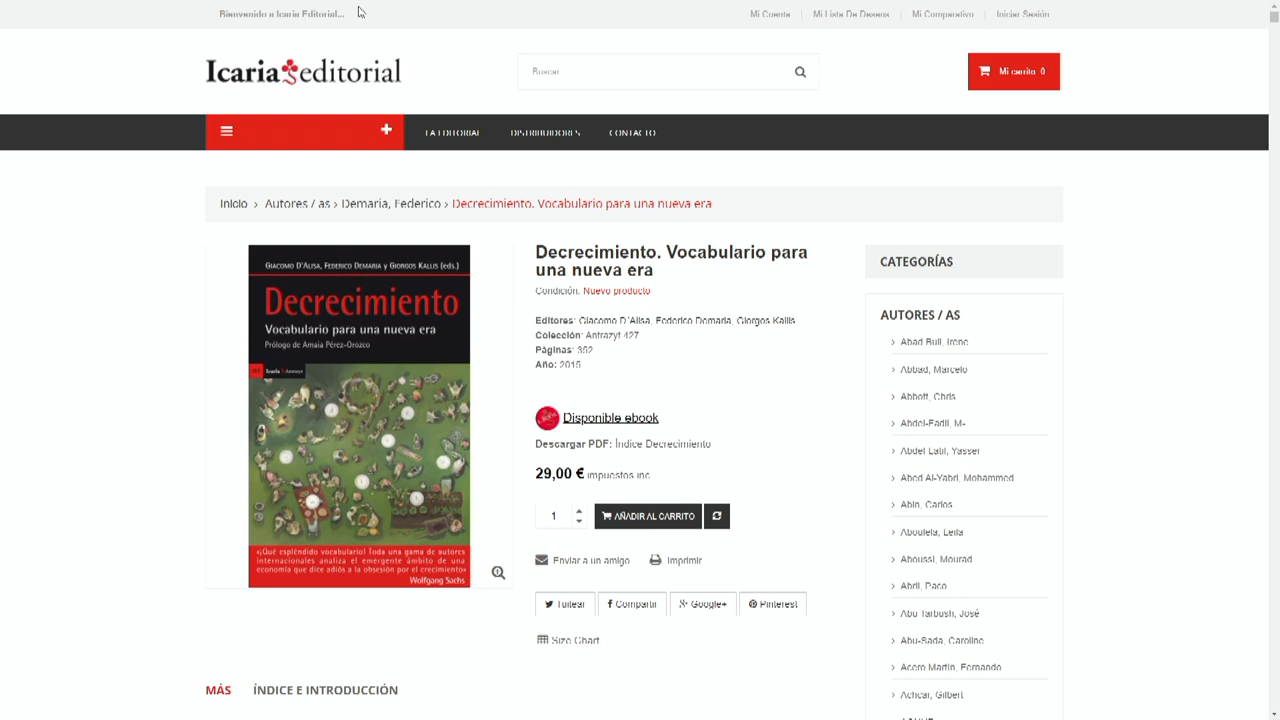 Bienvenido a Icaria Editorial...
Mi Cuenta
Mi Lista De Deseos
Mi Comparativo
Iniciar Sesión
Icaria editorial
Buscar
Mi carrito 0
LA EDITORIAL
DISTRIBUIDORES
CONTACTO
Inicio > Autores / as > Demaria, Federico > Decrecimiento. Vocabulario para una nueva era
GIACOMO D'ALISA, FEDERICO DEMARIA Y GIORGOS KALLIS (EDS.)
Decrecimiento
Vocabulario para una nueva era
Prólogo de Amaia Pérez-Orozco
Icaria Antrazyt
«¡Qué espléndido vocabulario! Toda una gama de autores
internacionales analiza el emergente ámbito de una
economía que dice adiós a la obsesión por el crecimiento»
Wolfgang Sachs
Decrecimiento. Vocabulario para
una nueva era
Condición: Nuevo producto
Editores: Giacomo D'Alisa, Federico Demaria, Giorgos Kallis
Colección: Antrazyt 427
Páginas: 352
Año: 2015
Disponible ebook
Descargar PDF: Índice Decrecimiento
29,00 € impuestos inc.
1
AÑADIR AL CARRITO
Enviar a un amigo
Imprimir
Tuitear
Compartir
Google+
Pinterest
Size Chart
MÁS
ÍNDICE E INTRODUCCIÓN
CATEGORÍAS
AUTORES / AS
Abad Buil, Irene
Abbad, Marcelo
Abbott, Chris
Abdel-Fadil, M-
Abdel Latif, Yasser
Abed Al-Yabri, Mohammed
Abin, Carlos
Aboulela, Leila
Aboussi, Mourad
Abril, Paco
Abu Tarbush, José
Abu-Sada, Caroline
Acero Martín, Fernando
Achcar, Gilbert